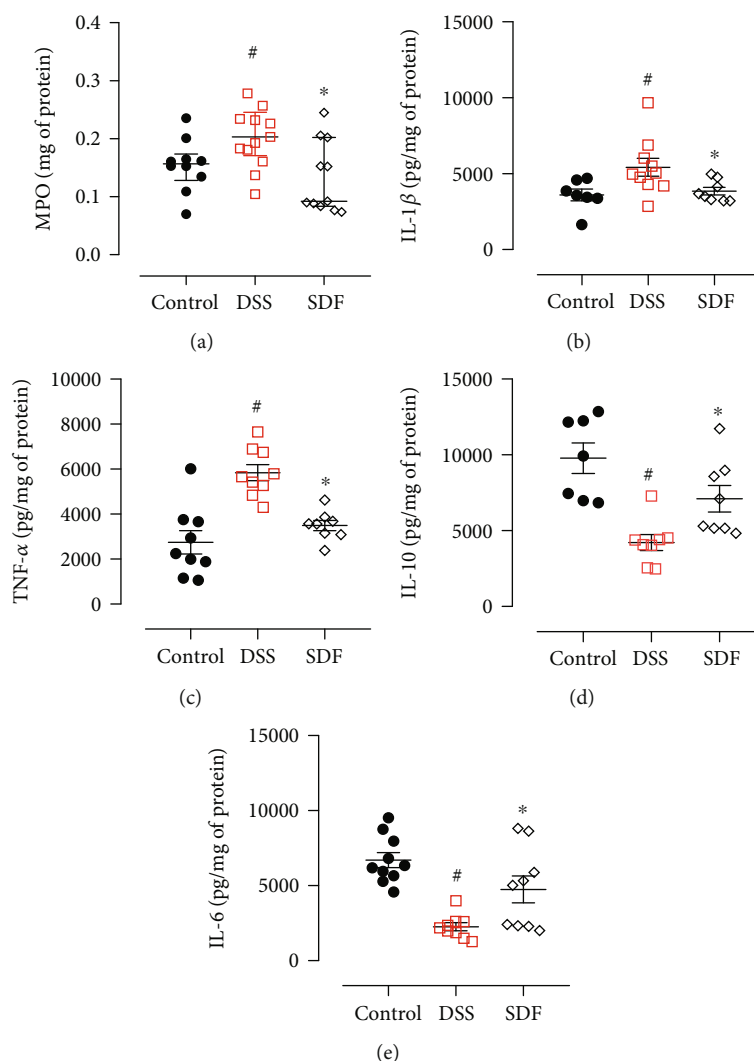 MPO (mg of protein)
0.4
0.3
0.2
0.1
0.0
#
*
Control DSS SDF
(a)
IL-1β (pg/mg of protein)
15000
10000
5000
0
#
*
Control DSS SDF
(b)
TNF-α (pg/mg of protein)
10000
8000
6000
4000
2000
0
#
*
Control DSS SDF
(c)
IL-10 (pg/mg of protein)
15000
10000
5000
0
#
*
Control DSS SDF
(d)
IL-6 (pg/mg of protein)
15000
10000
5000
0
#
*
Control DSS SDF
(e)